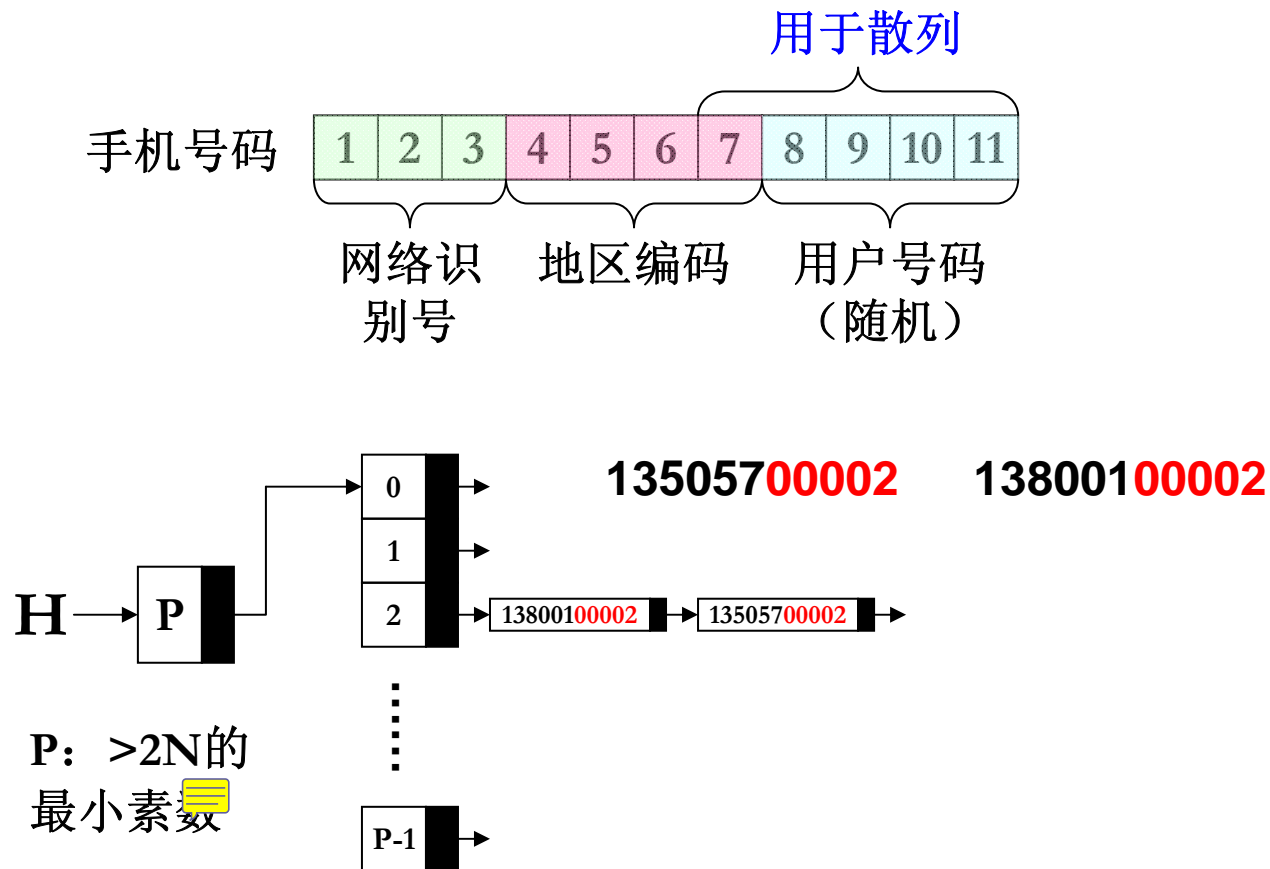 用于散列
手机号码 1 2 3 4 5 6 7 8 9 10 11
网络识
别号
地区编码
用户号码
（随机）
13505700002 13800100002
0
1
H P 2 13800100002 13505700002
P：>2N的
最小素数
P-1